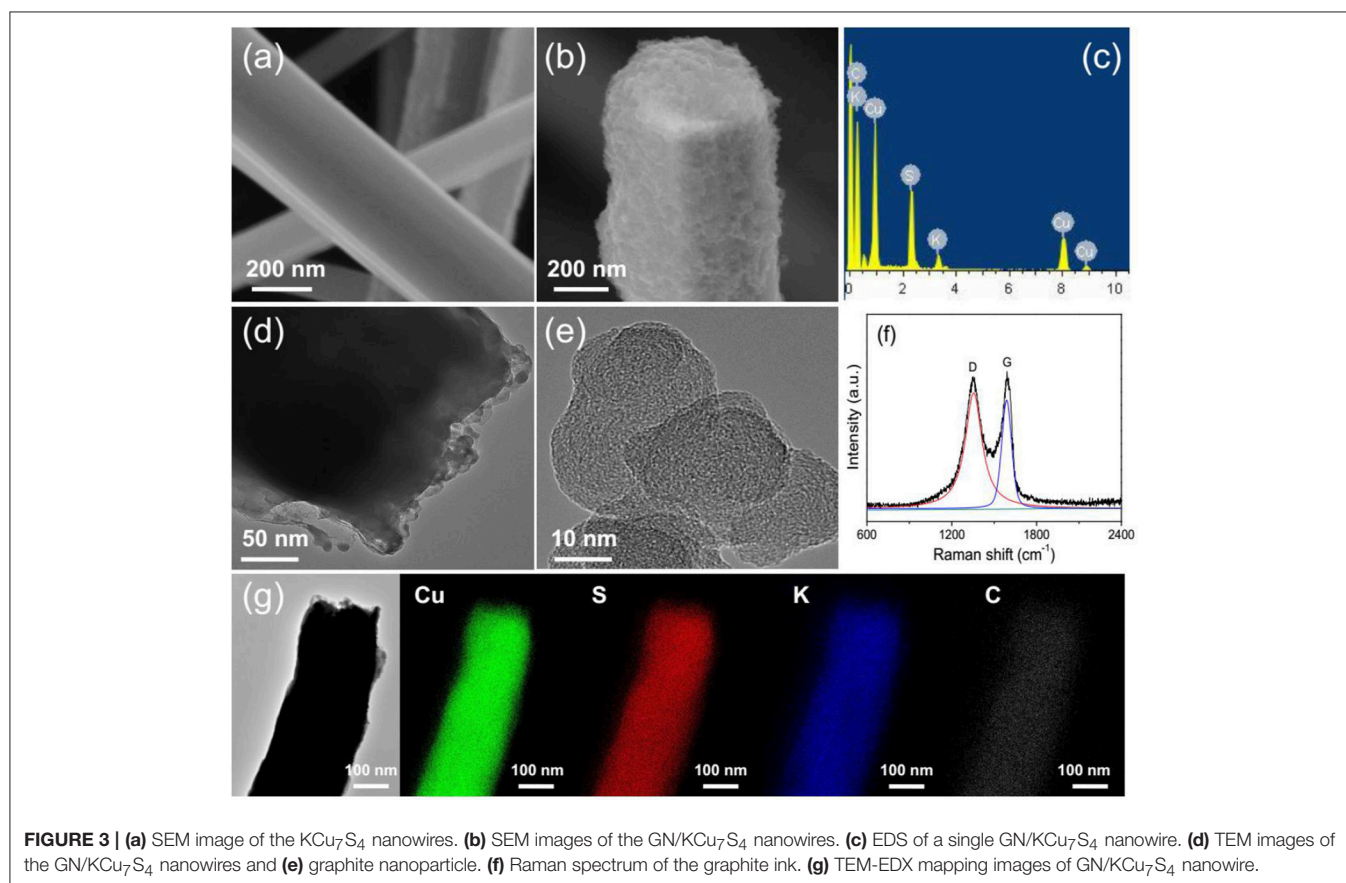 (a)
200 nm
(b)
200 nm
(c)
C
K
Cu
S
K
Cu
Cu
0 2 4 6 8 10
(d)
50 nm
(e)
10 nm
(f)
D G
Intensity (a.u.)
600 1200 1800 2400
Raman shift (cm⁻¹)
(g)
100 nm
Cu
100 nm
S
100 nm
K
100 nm
C
100 nm
FIGURE 3 | (a) SEM image of the KCu₇S₄ nanowires. (b) SEM images of the GN/KCu₇S₄ nanowires. (c) EDS of a single GN/KCu₇S₄ nanowire. (d) TEM images of
the GN/KCu₇S₄ nanowires and (e) graphite nanoparticle. (f) Raman spectrum of the graphite ink. (g) TEM-EDX mapping images of GN/KCu₇S₄ nanowire.